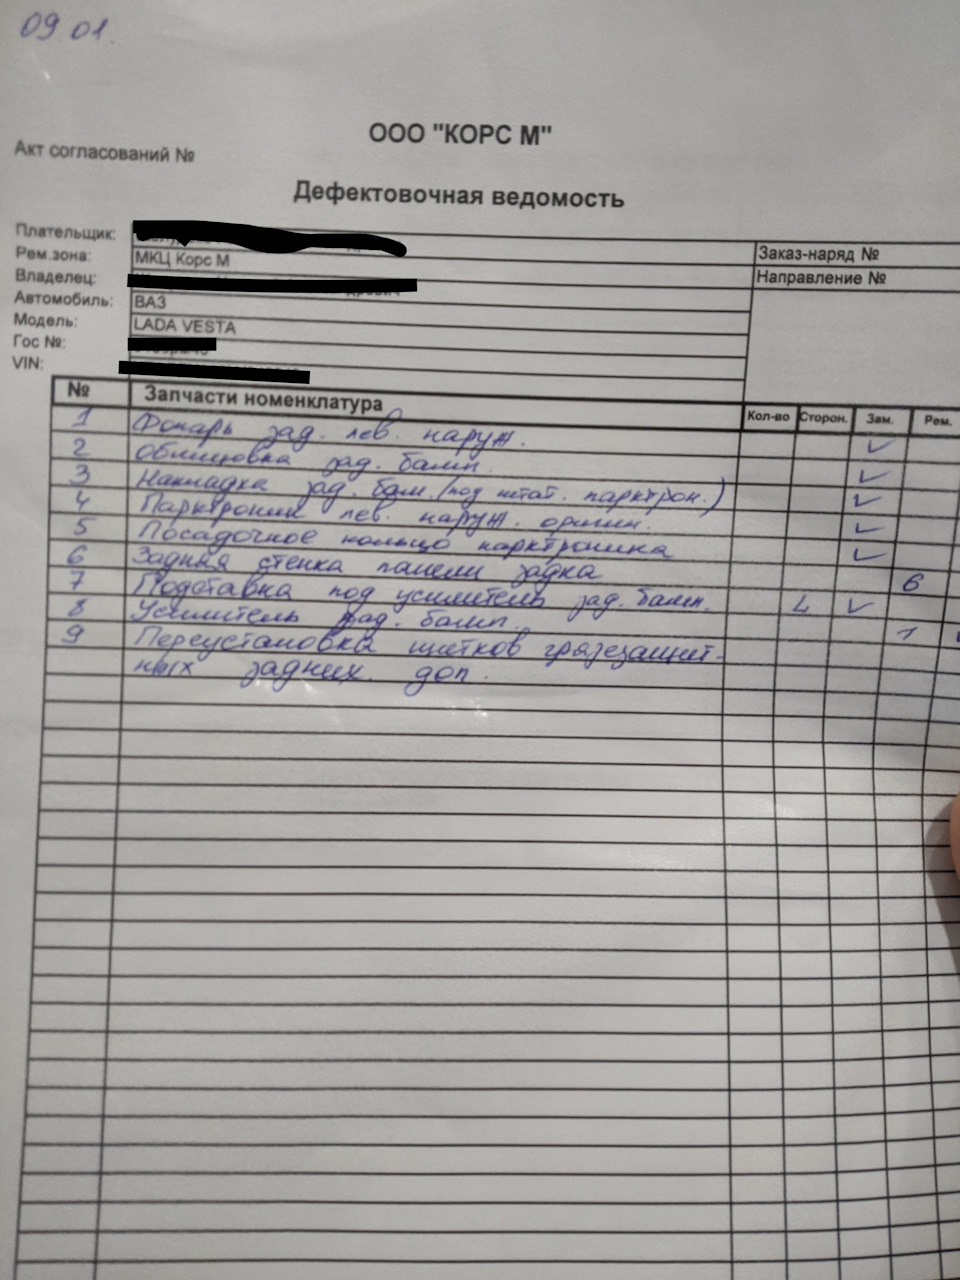 09.01.
ООО "КОРС М"
Акт согласований №
Дефектовочная ведомость
Плательщик:
Заказ-наряд №
Рем.зона: МКЦ Корс М
Направление №
Владелец:
Автомобиль: ВАЗ
Модель: LADA VESTA
Гос №:
VIN:
№ Запчасти номенклатура Кол-во Сторон. Зам. Рем.
1 Фонарь зад. лев. наруж. ✓
2 Облицовка зад. бамп. ✓
3 Накладка зад. бам. (под штат. парктрон.) ✓
4 Парктроник лев. наруж. оригин. ✓
5 Посадочное кольцо парктроника ✓
6 Задняя стенка панели задка 6
7 Подставка под усилитель зад. бамп. L ✓
8 Усилитель зад. бамп. 1
9 Переустановка щитков грязезащит-
ных задних доп.